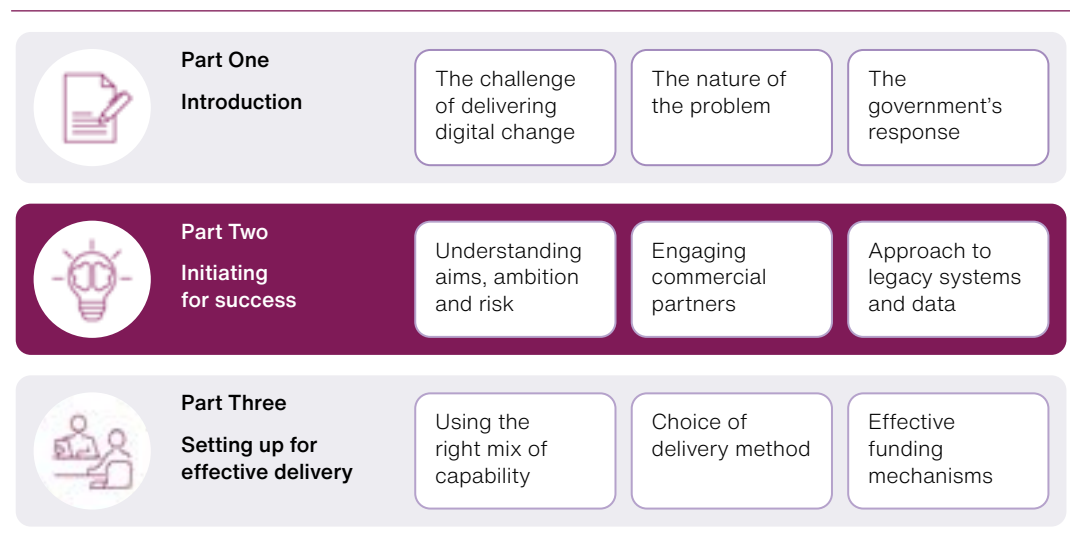 Part One
Introduction
The challenge
of delivering
digital change
The nature of
the problem
The
government’s
response
Part Two
Initiating
for success
Understanding
aims, ambition
and risk
Engaging
commercial
partners
Approach to
legacy systems
and data
Part Three
Setting up for
effective delivery
Using the
right mix of
capability
Choice of
delivery method
Effective
funding
mechanisms